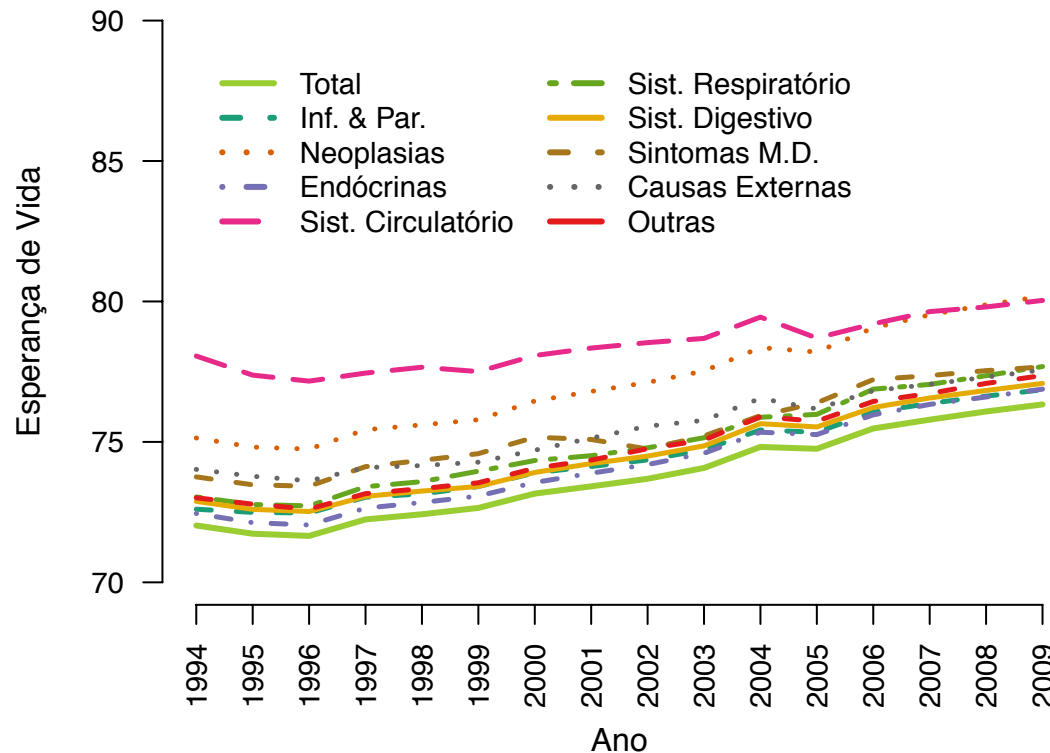 90
85
80
75
70
Esperança de Vida
Total
Inf. & Par.
Neoplasias
Endócrinas
Sist. Circulatório
Sist. Respiratório
Sist. Digestivo
Sintomas M.D.
Causas Externas
Outras
1994
1995
1996
1997
1998
1999
2000
2001
2002
2003
2004
2005
2006
2007
2008
2009
Ano